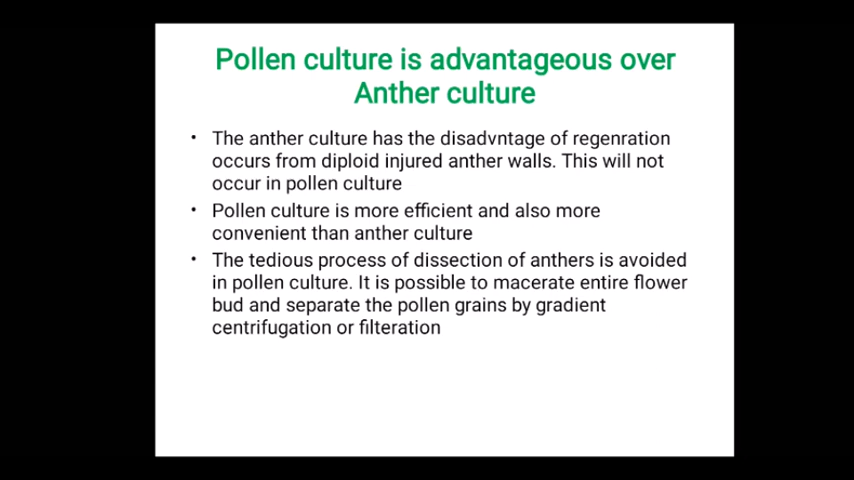 Pollen culture is advantageous over
Anther culture
• The anther culture has the disadvntage of regenration
occurs from diploid injured anther walls. This will not
occur in pollen culture
• Pollen culture is more efficient and also more
convenient than anther culture
• The tedious process of dissection of anthers is avoided
in pollen culture. It is possible to macerate entire flower
bud and separate the pollen grains by gradient
centrifugation or filteration